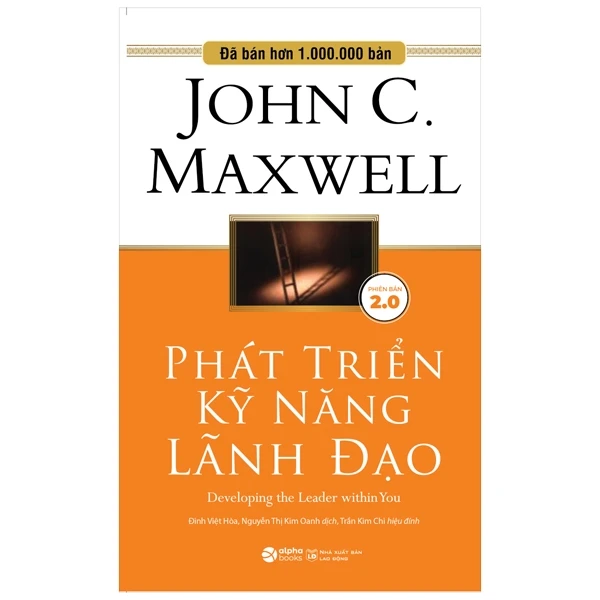 Đã bán hơn 1.000.000 bản
JOHN C.
MAXWELL
PHIÊN BẢN
2.0
PHÁT TRIỂN
KỸ NĂNG
LÃNH ĐẠO
Developing the Leader within You
Đinh Việt Hòa, Nguyễn Thị Kim Oanh dịch, Trần Kim Chi hiệu đính
alpha
books
LĐ
NHÀ XUẤT BẢN
LAO ĐỘNG